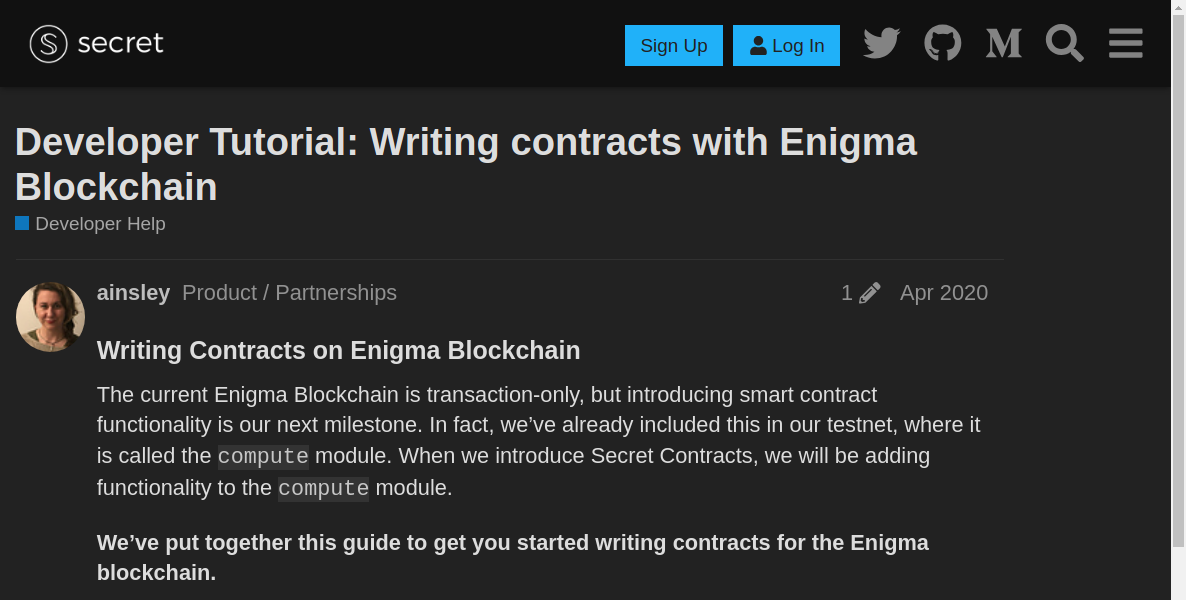 secret
Sign Up
Log In
Developer Tutorial: Writing contracts with Enigma
Blockchain
Developer Help
ainsley Product / Partnerships
1
Apr 2020
Writing Contracts on Enigma Blockchain
The current Enigma Blockchain is transaction-only, but introducing smart contract
functionality is our next milestone. In fact, we’ve already included this in our testnet, where it
is called the compute module. When we introduce Secret Contracts, we will be adding
functionality to the compute module.
We’ve put together this guide to get you started writing contracts for the Enigma
blockchain.